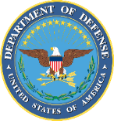 DEPARTMENT OF DEFENSE
UNITED STATES OF AMERICA